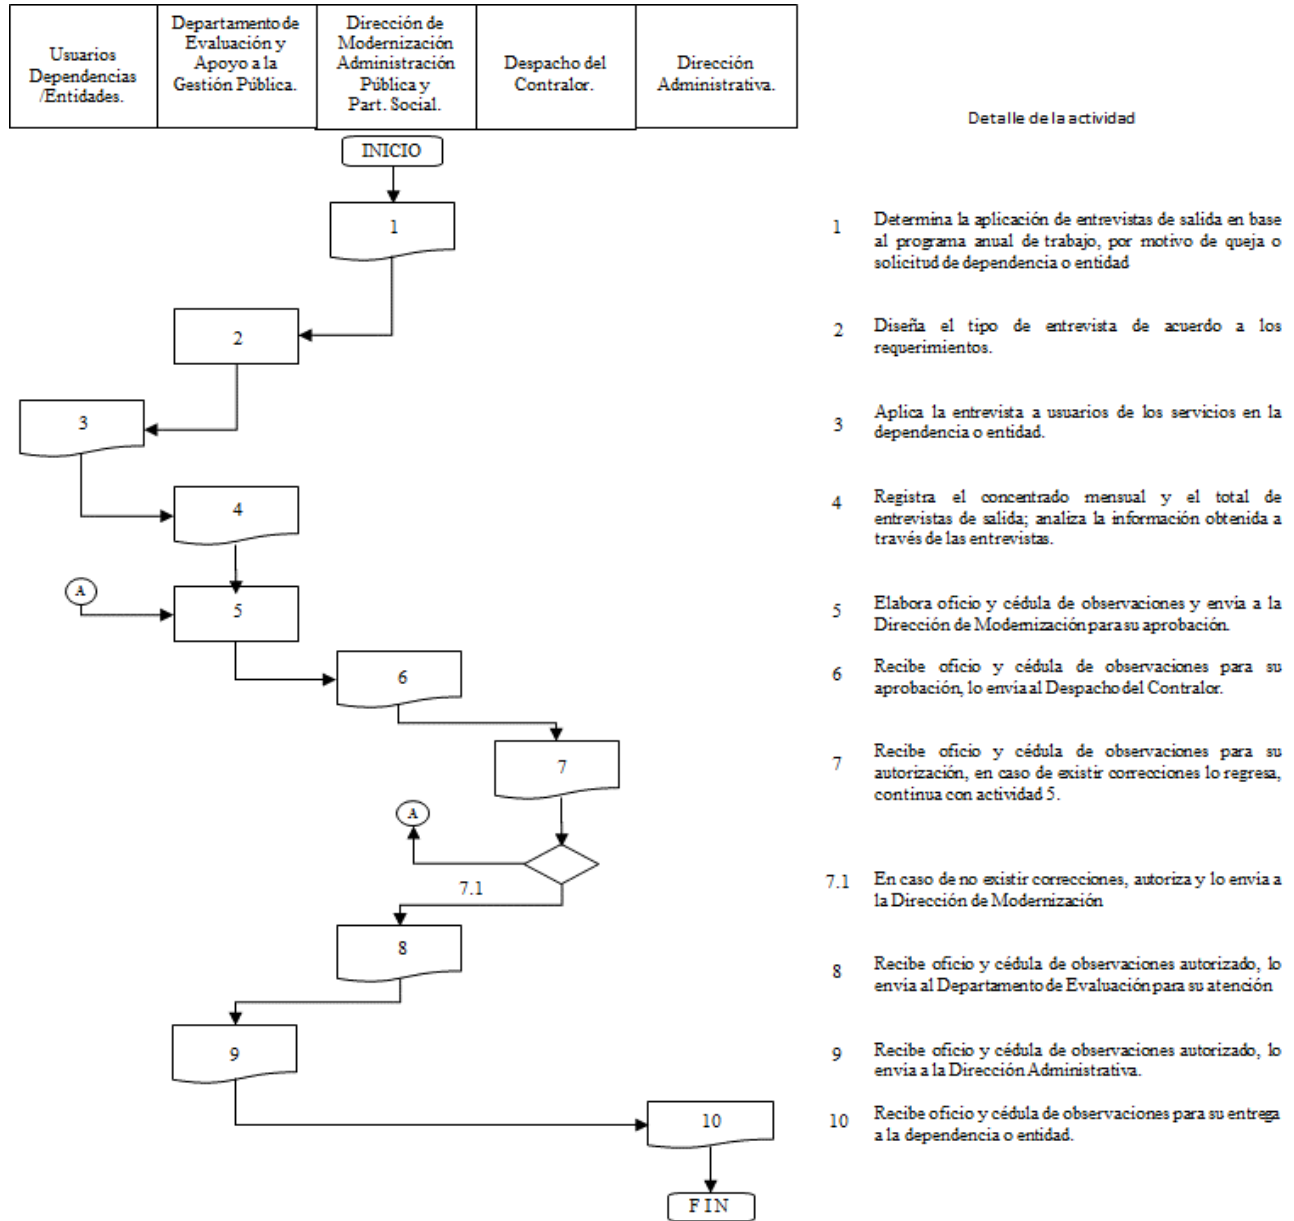 Usuarios
Dependencias
/Entidades.
Departamento de
Evaluación y
Apoyo a la
Gestión Pública.
Dirección de
Modernización
Administración
Pública y
Part. Social.
Despacho del
Contralor.
Dirección
Administrativa.
Detalle de la actividad
INICIO
1
2
3
4
A
5
6
7
A
7.1
8
9
10
F I N
1 Determina la aplicación de entrevistas de salida en base
al programa anual de trabajo, por motivo de queja o
solicitud de dependencia o entidad
2 Diseña el tipo de entrevista de acuerdo a los
requerimientos.
3 Aplica la entrevista a usuarios de los servicios en la
dependencia o entidad.
4 Registra el concentrado mensual y el total de
entrevistas de salida; analiza la información obtenida a
través de las entrevistas.
5 Elabora oficio y cédula de observaciones y envia a la
Dirección de Modernización para su aprobación.
6 Recibe oficio y cédula de observaciones para su
aprobación, lo envia al Despacho del Contralor.
7 Recibe oficio y cédula de observaciones para su
autorización, en caso de existir correcciones lo regresa,
continua con actividad 5.
7.1 En caso de no existir correcciones, autoriza y lo envia a
la Dirección de Modernización
8 Recibe oficio y cédula de observaciones autorizado, lo
envia al Departamento de Evaluación para su atención
9 Recibe oficio y cédula de observaciones autorizado, lo
envia a la Dirección Administrativa.
10 Recibe oficio y cédula de observaciones para su entrega
a la dependencia o entidad.